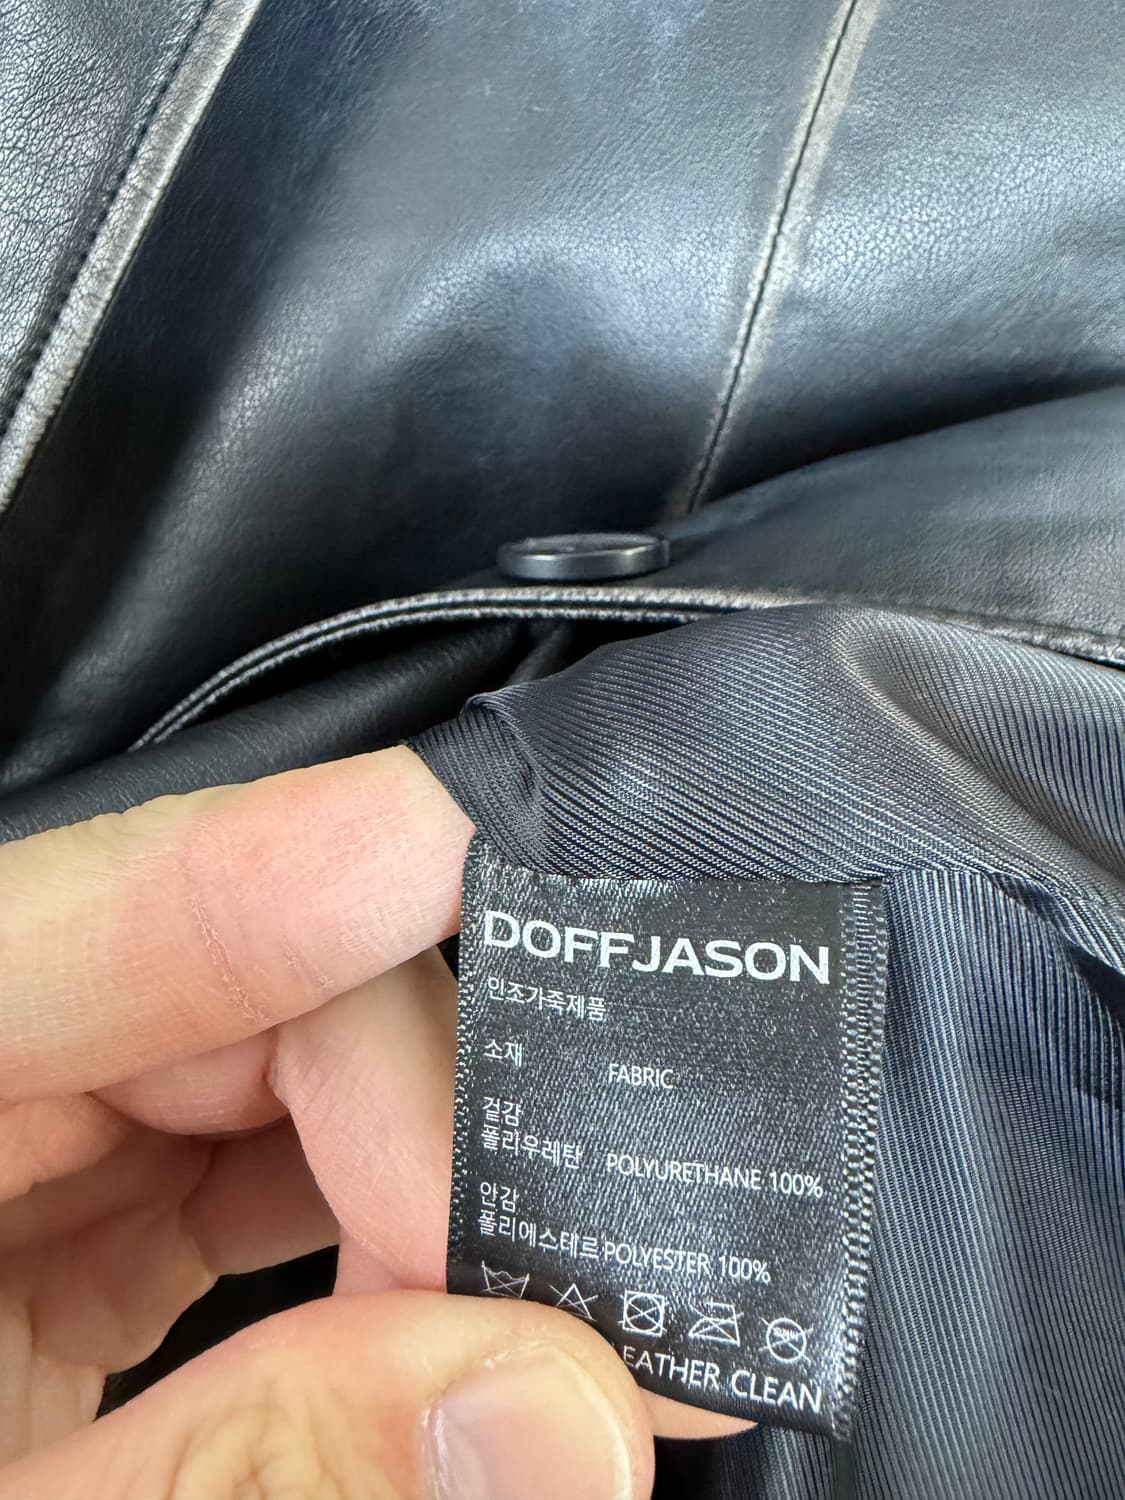 DOFFJASON
인조가죽제품
소재 FABRIC
겉감
폴리우레탄 POLYURETHANE 100%
안감
폴리에스테르 POLYESTER 100%
CLEAN